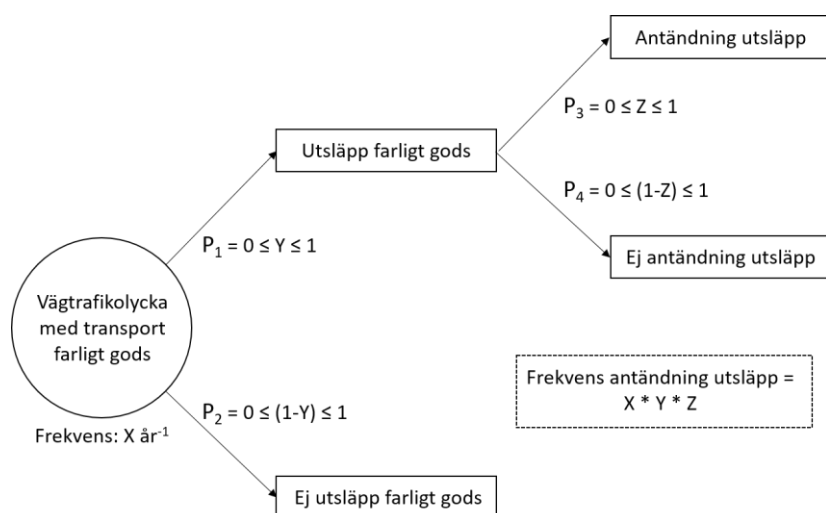 Antändning utsläpp
P₃ = 0 ≤ Z ≤ 1
Utsläpp farligt gods
P₄ = 0 ≤ (1-Z) ≤ 1
P₁ = 0 ≤ Y ≤ 1
Ej antändning utsläpp
Vägtrafikolycka
med transport
farligt gods
Frekvens antändning utsläpp =
X * Y * Z
P₂ = 0 ≤ (1-Y) ≤ 1
Frekvens: X år⁻¹
Ej utsläpp farligt gods